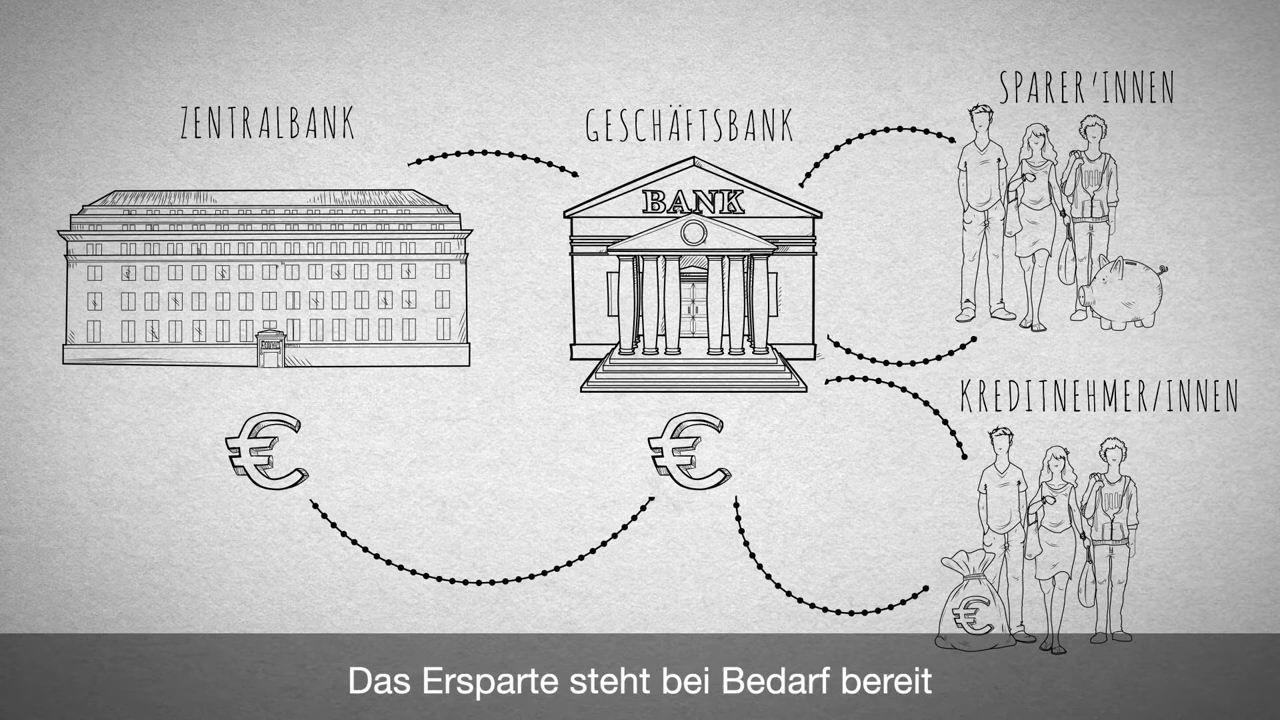 SPARER'INNEN
ZENTRALBANK
GESCHÄFTSBANK
BANK
KREDITNEHMER/INNEN
€
€
€
Das Ersparte steht bei Bedarf bereit